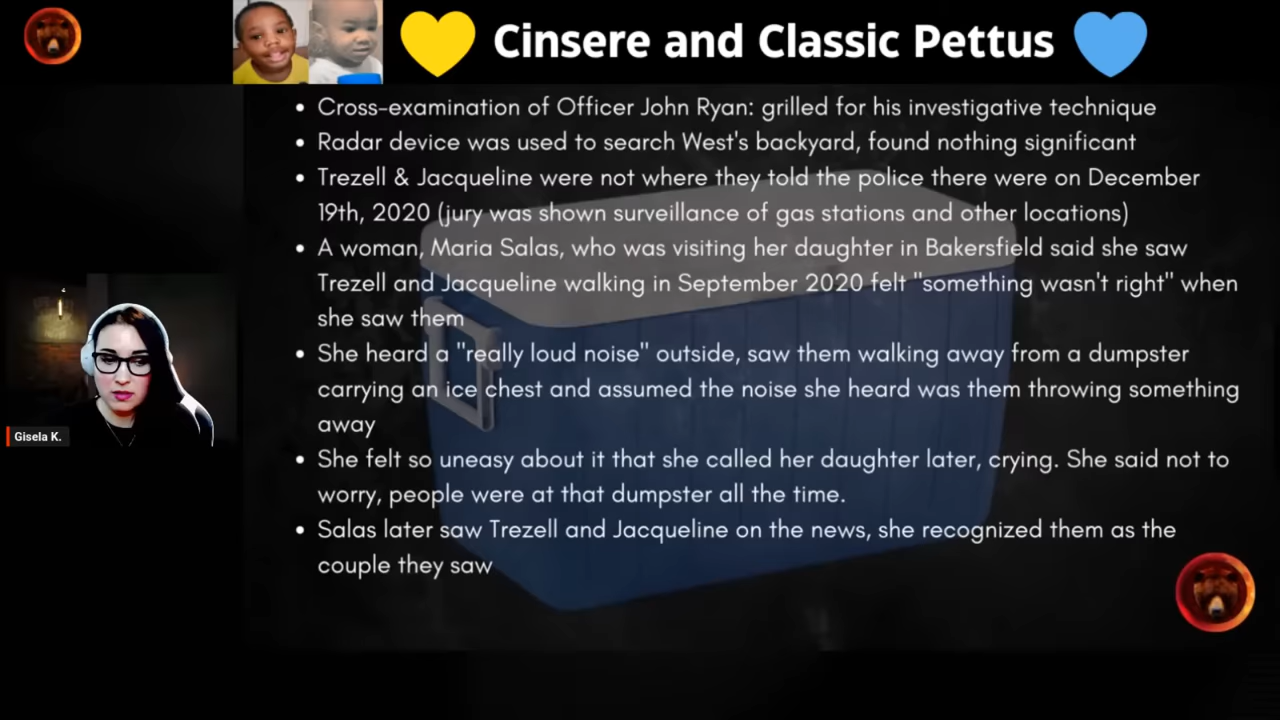 Cinsere and Classic Pettus
Cross-examination of Officer John Ryan: grilled for his investigative technique
Radar device was used to search West's backyard, found nothing significant
Trezell & Jacqueline were not where they told the police there were on December
19th, 2020 (jury was shown surveillance of gas stations and other locations)
A woman, Maria Salas, who was visiting her daughter in Bakersfield said she saw
Trezell and Jacqueline walking in September 2020 felt "something wasn't right" when
she saw them
She heard a "really loud noise" outside, saw them walking away from a dumpster
carrying an ice chest and assumed the noise she heard was them throwing something
away
She felt so uneasy about it that she called her daughter later, crying. She said not to
worry, people were at that dumpster all the time.
Salas later saw Trezell and Jacqueline on the news, she recognized them as the
couple they saw
Gisela K.